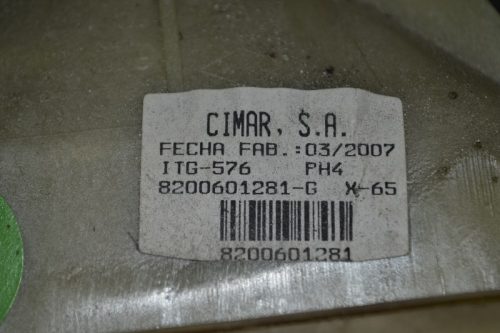 CIMAR, S.A.
FECHA FAB.:03/2007
ITG-576 PH4
8200601281-G X-65
8200601281